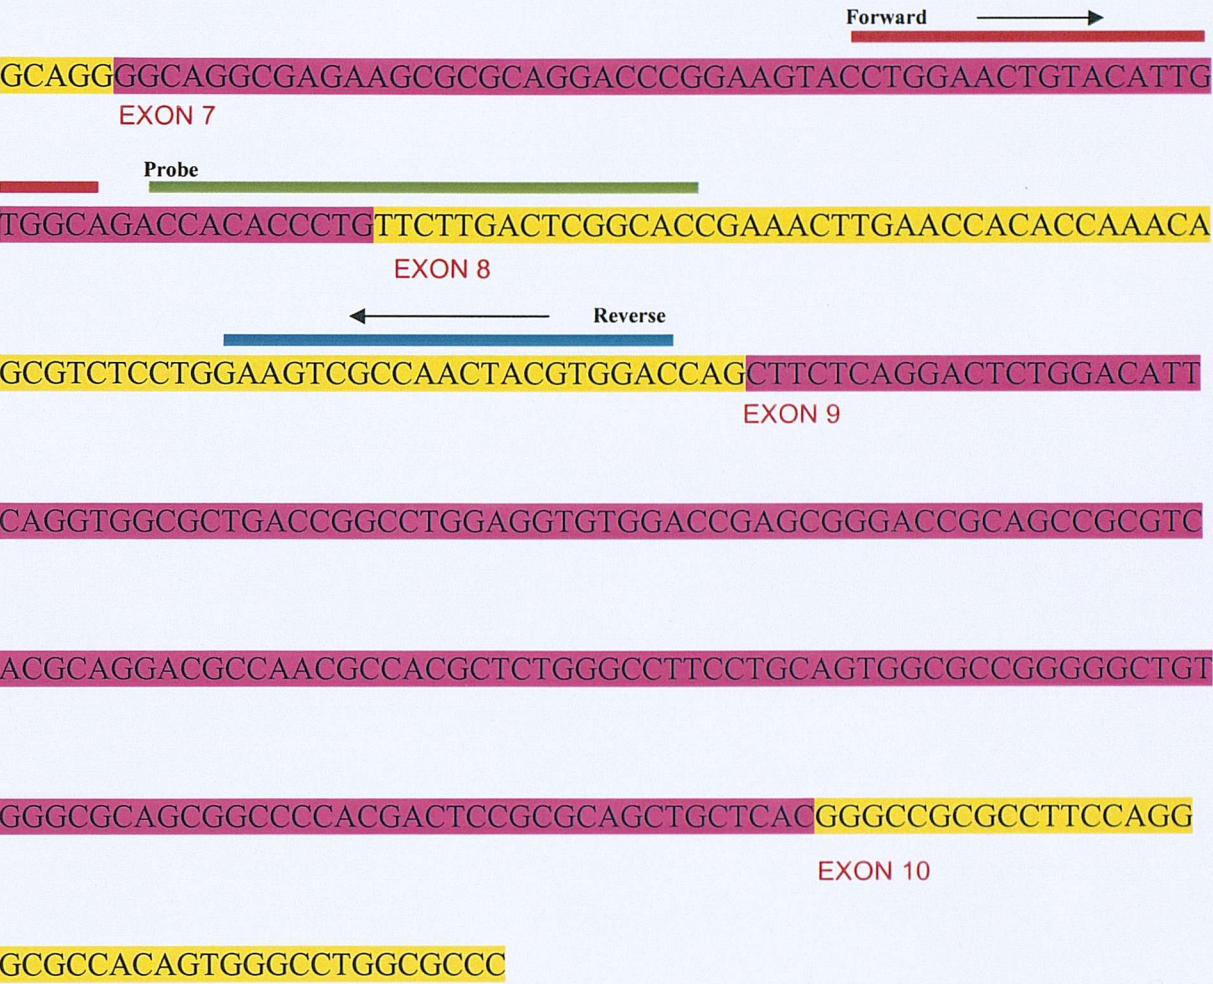 Forward
GCAGGGGCAGGCGAGAAGCGCGCAGGACCCGGAAGTACCTGGAACTGTACATTG
EXON 7
Probe
TGGCAGACCACACCCTGTTCTTGACTCGGCACCGAAACTTGAACCACACCAAACA
EXON 8
Reverse
GCGTCTCCTGGAAGTCGCCAACTACGTGGACCAGCTTCTCAGGACTCTGGACATT
EXON 9
CAGGTGGCGCTGACCGGCCTGGAGGTGTGGACCGAGCGGGACCGCAGCCGCGTC
ACGCAGGACGCCAACGCCACGCTCTGGGCCTTCCTGCAGTGGCGCCGGGGGCTGT
GGGCGCAGCGGCCCCACGACTCCGCGCAGCTGCTCACGGGCCGCGCCTTCCAGG
EXON 10
GCGCCACAGTGGGCCTGGCGCCC